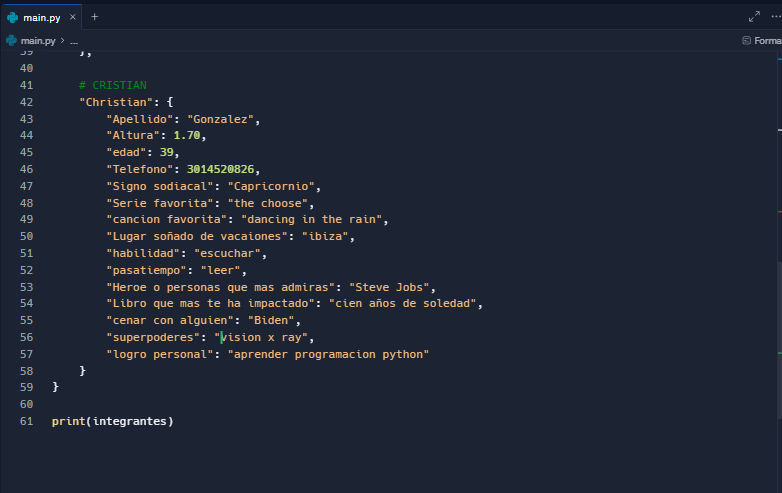 main.py × +
main.py > ...
Forma
39 },
40
41 # CRISTIAN
42 "Christian": {
43 "Apellido": "Gonzalez",
44 "Altura": 1.70,
45 "edad": 39,
46 "Telefono": 3014520826,
47 "Signo sodiacal": "Capricornio",
48 "Serie favorita": "the choose",
49 "cancion favorita": "dancing in the rain",
50 "Lugar soñado de vacaiones": "ibiza",
51 "habilidad": "escuchar",
52 "pasatiempo": "leer",
53 "Heroe o personas que mas admiras": "Steve Jobs",
54 "Libro que mas te ha impactado": "cien años de soledad",
55 "cenar con alguien": "Biden",
56 "superpoderes": "vision x ray",
57 "logro personal": "aprender programacion python"
58 }
59 }
60
61 print(integrantes)